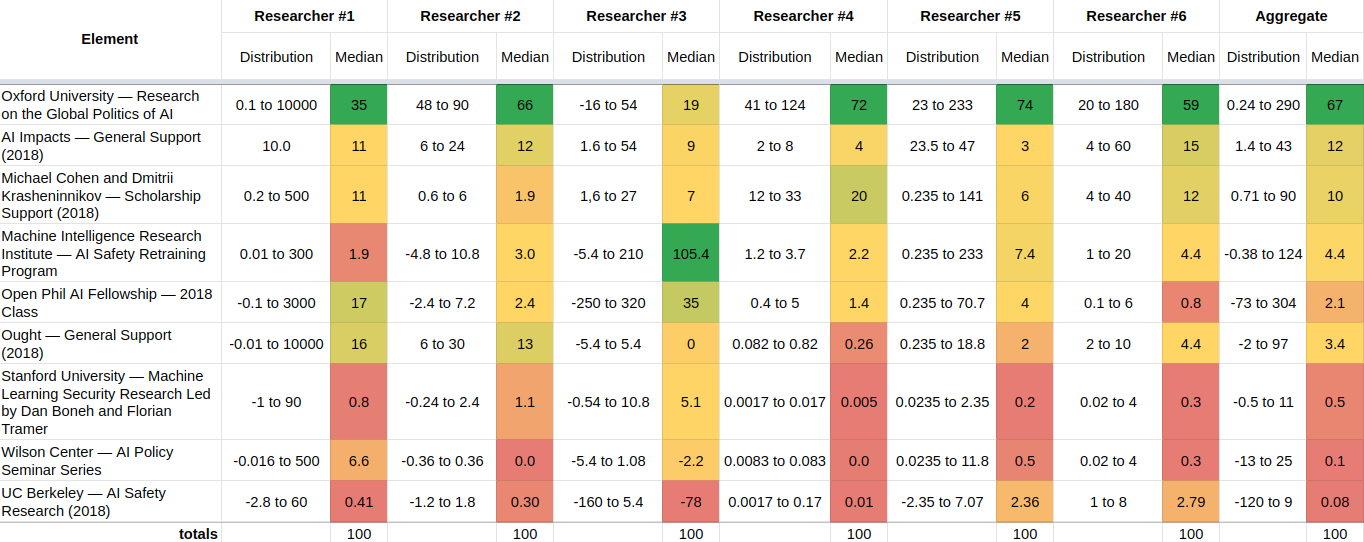 Element Researcher #1 Researcher #2 Researcher #3 Researcher #4 Researcher #5 Researcher #6 Aggregate
Distribution Median Distribution Median Distribution Median Distribution Median Distribution Median Distribution Median Distribution Median
Oxford University — Research
on the Global Politics of AI
0.1 to 10000 35 48 to 90 66 -16 to 54 19 41 to 124 72 23 to 233 74 20 to 180 59 0.24 to 290 67
AI Impacts — General Support
(2018)
10.0 11 6 to 24 12 1.6 to 54 9 2 to 8 4 23.5 to 47 3 4 to 60 15 1.4 to 43 12
Michael Cohen and Dmitrii
Krasheninnikov — Scholarship
Support (2018)
0.2 to 500 11 0.6 to 6 1.9 1,6 to 27 7 12 to 33 20 0.235 to 141 6 4 to 40 12 0.71 to 90 10
Machine Intelligence Research
Institute — AI Safety Retraining
Program
0.01 to 300 1.9 -4.8 to 10.8 3.0 -5.4 to 210 105.4 1.2 to 3.7 2.2 0.235 to 233 7.4 1 to 20 4.4 -0.38 to 124 4.4
Open Phil AI Fellowship — 2018
Class
-0.1 to 3000 17 -2.4 to 7.2 2.4 -250 to 320 35 0.4 to 5 1.4 0.235 to 70.7 4 0.1 to 6 0.8 -73 to 304 2.1
Ought — General Support
(2018)
-0.01 to 10000 16 6 to 30 13 -5.4 to 5.4 0 0.082 to 0.82 0.26 0.235 to 18.8 2 2 to 10 4.4 -2 to 97 3.4
Stanford University — Machine
Learning Security Research Led
by Dan Boneh and Florian
Tramer
-1 to 90 0.8 -0.24 to 2.4 1.1 -0.54 to 10.8 5.1 0.0017 to 0.017 0.005 0.0235 to 2.35 0.2 0.02 to 4 0.3 -0.5 to 11 0.5
Wilson Center — AI Policy
Seminar Series
-0.016 to 500 6.6 -0.36 to 0.36 0.0 -5.4 to 1.08 -2.2 0.0083 to 0.083 0.0 0.0235 to 11.8 0.5 0.02 to 4 0.3 -13 to 25 0.1
UC Berkeley — AI Safety
Research (2018)
-2.8 to 60 0.41 -1.2 to 1.8 0.30 -160 to 5.4 -78 0.0017 to 0.17 0.01 -2.35 to 7.07 2.36 1 to 8 2.79 -120 to 9 0.08
totals 100 100 100 100 100 100 100